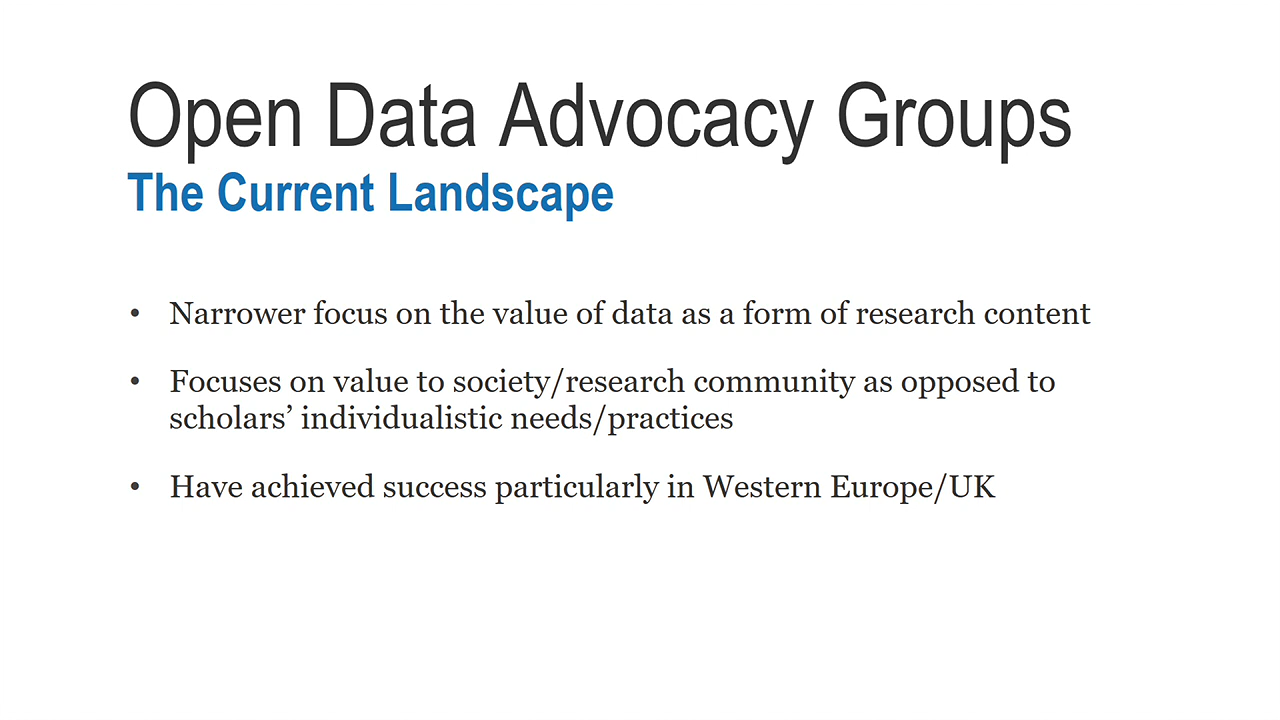 Open Data Advocacy Groups
The Current Landscape
• Narrower focus on the value of data as a form of research content
• Focuses on value to society/research community as opposed to
scholars’ individualistic needs/practices
• Have achieved success particularly in Western Europe/UK